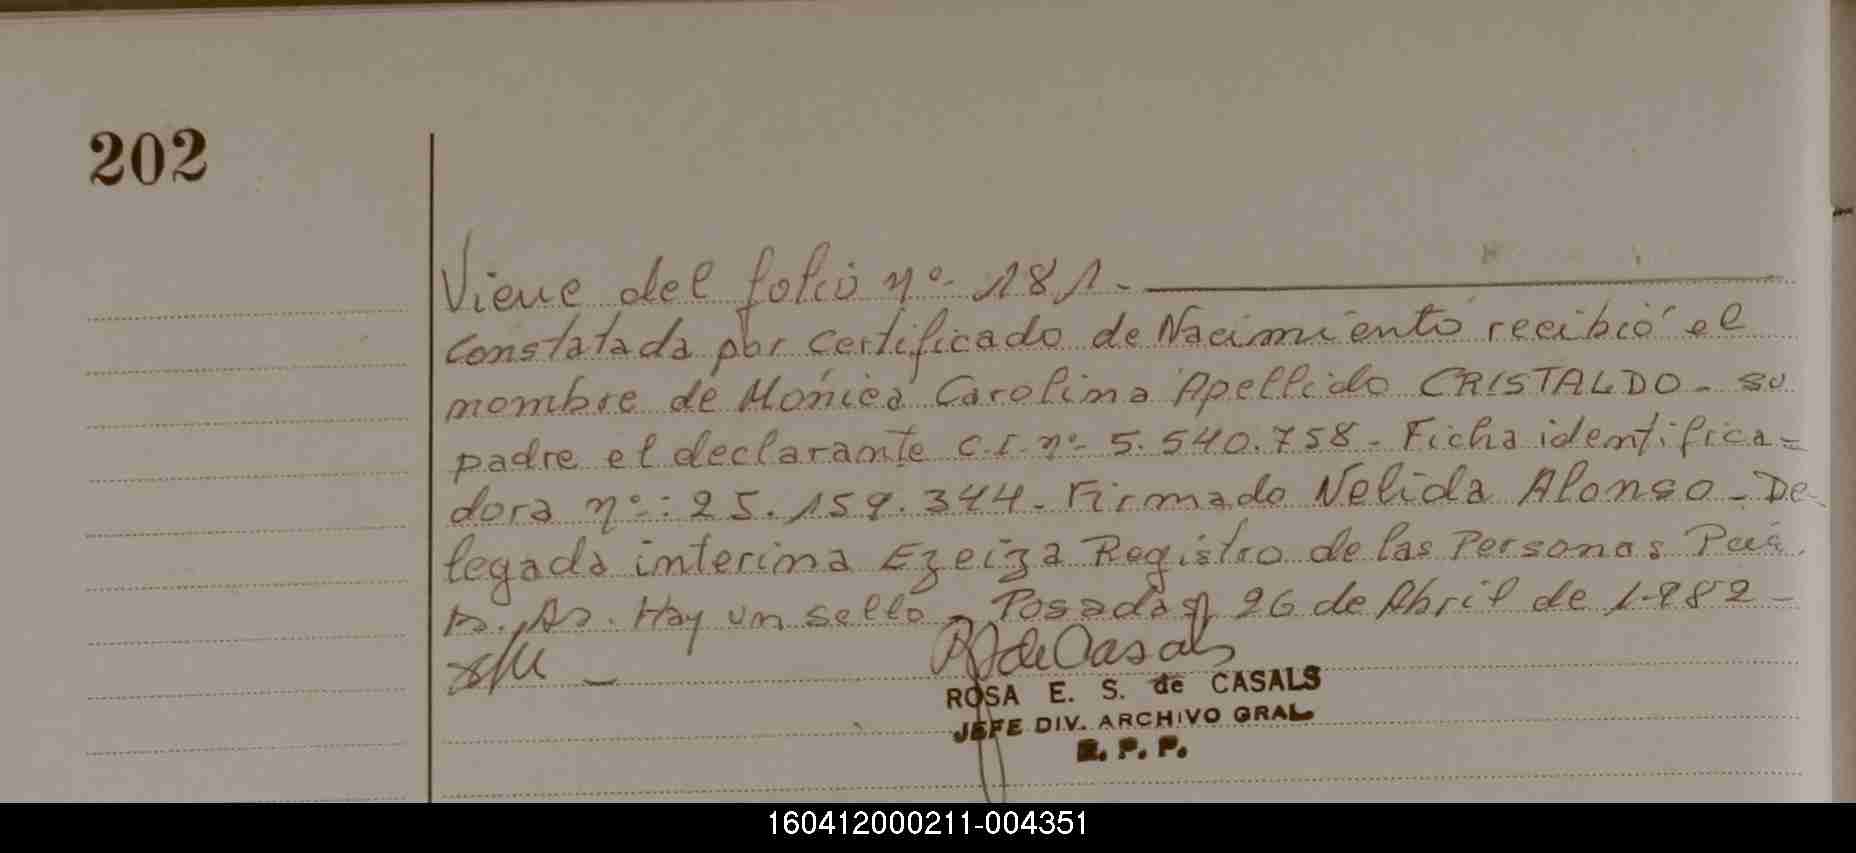 202
Viene del folio nº 181.
Constatada por Certificado de Nacimiento recibió el
nombre de Mónica Carolina Apellido CRISTALDO - su
padre el declarante C.I. nº 5.540.758 - Ficha identifica=
dora nº: 25.159.344. Firmado Nelida Alonso - De
legada interina Ezeiza Registro de las Personas
Hay un sello - Posadas, 26 de Abril de 1.982 -
ROSA E. S. de CASALS
JEFE DIV. ARCHIVO GRAL
R. P. P.
160412000211-004351